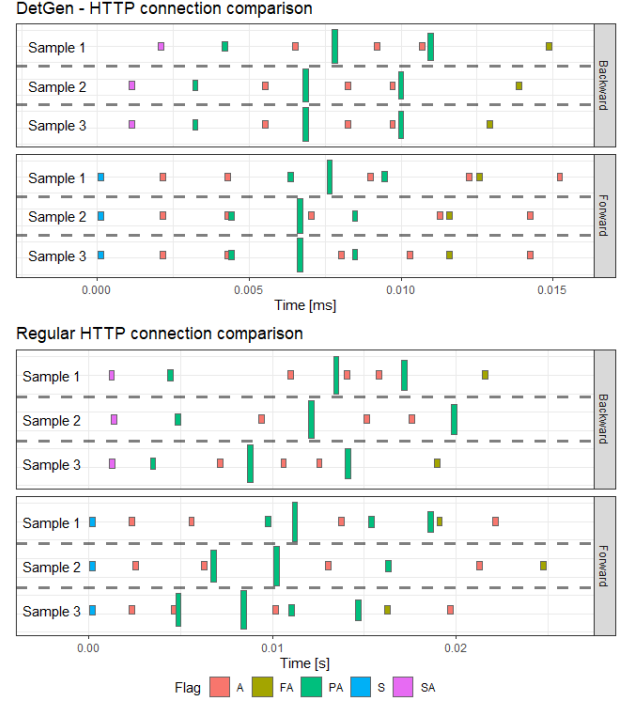 DetGen - HTTP connection comparison
Sample 1
Sample 2
Sample 3
Backward
Sample 1
Sample 2
Sample 3
Forward
0.000 0.005 0.010 0.015
Time [ms]
Regular HTTP connection comparison
Sample 1
Sample 2
Sample 3
Backward
Sample 1
Sample 2
Sample 3
Forward
0.00 0.01 0.02
Time [s]
Flag A FA PA S SA